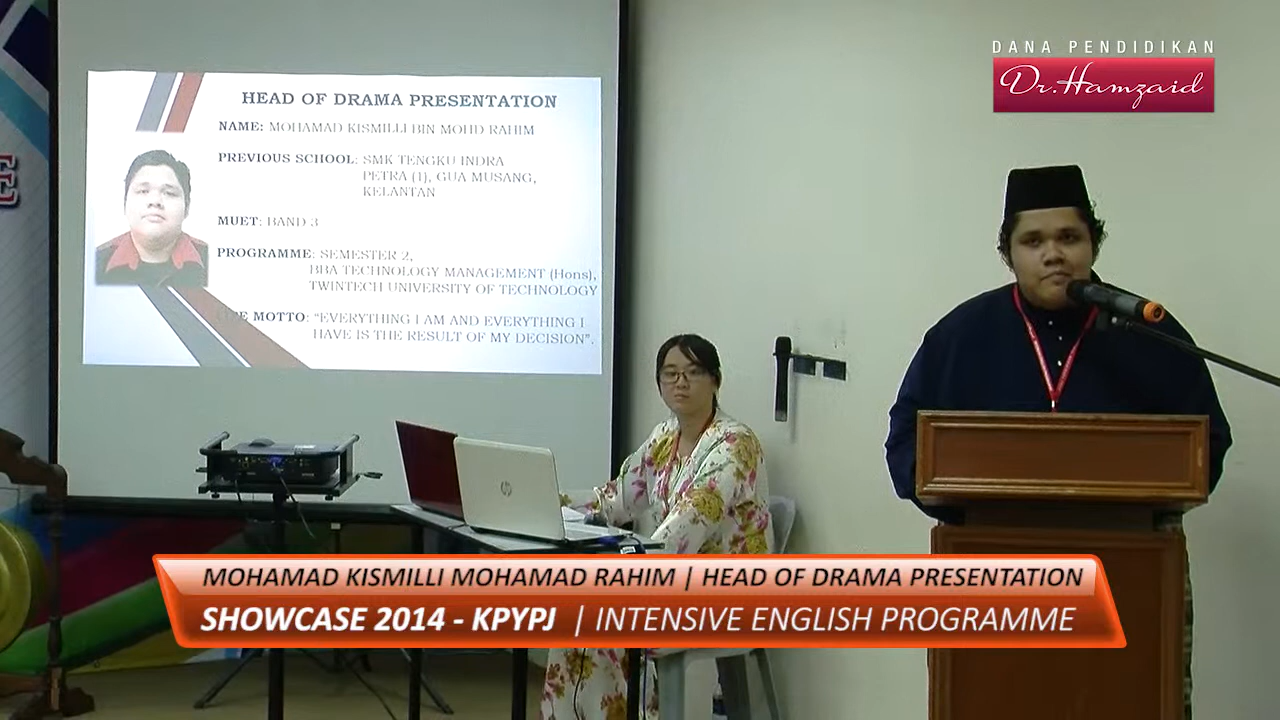 DANA PENDIDIKAN
Dr.Hamzaid
HEAD OF DRAMA PRESENTATION
NAME: MOHAMAD KISMILLI BIN MOHD RAHIM
PREVIOUS SCHOOL: SMK TENGKU INDRA
PETRA (1), GUA MUSANG,
KELANTAN
MUET: BAND 3
PROGRAMME: SEMESTER 2,
BBA TECHNOLOGY MANAGEMENT (Hons),
TWINTECH UNIVERSITY OF TECHNOLOGY
LIFE MOTTO: "EVERYTHING I AM AND EVERYTHING I
HAVE IS THE RESULT OF MY DECISION".
E
hp
MOHAMAD KISMILLI MOHAMAD RAHIM | HEAD OF DRAMA PRESENTATION
SHOWCASE 2014 - KPYPJ | INTENSIVE ENGLISH PROGRAMME